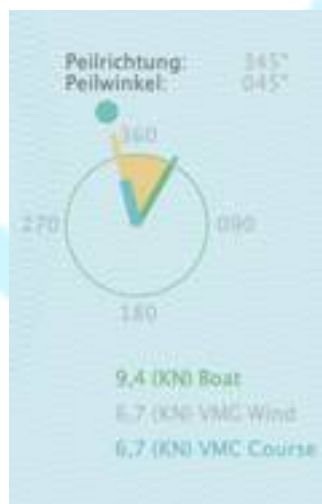 Peilrichtung: 345°
Peilwinkel: 045°
360
270 090
180
9,4 (KN) Boat
6,7 (KN) VMG Wind
6,7 (KN) VMC Course